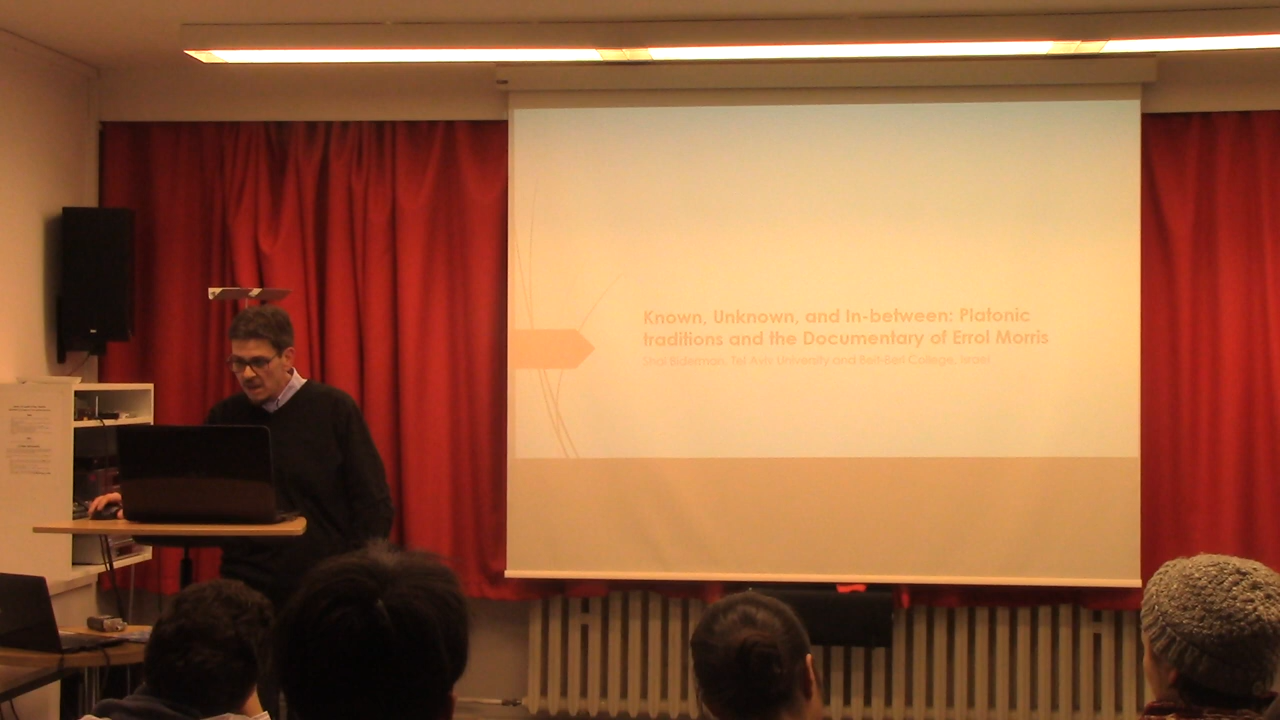 Known, Unknown, and In-between: Platonic
traditions and the Documentary of Errol Morris
Shai Biderman, Tel Aviv University and Beit-Berl College, Israel